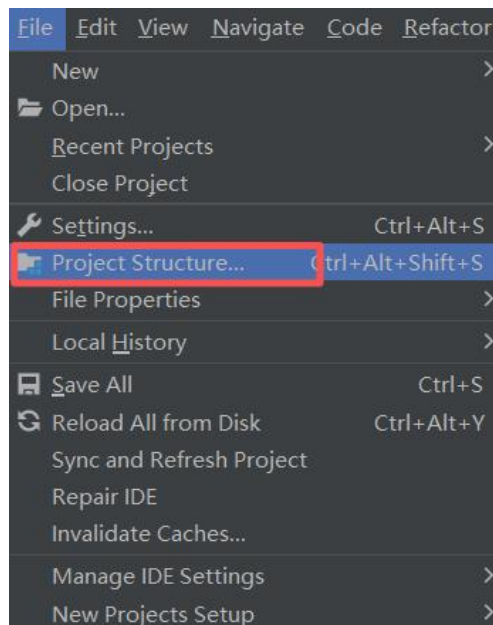 File Edit View Navigate Code Refactor
New
Open...
Recent Projects
Close Project
Settings... Ctrl+Alt+S
Project Structure... Ctrl+Alt+Shift+S
File Properties
Local History
Save All Ctrl+S
Reload All from Disk Ctrl+Alt+Y
Sync and Refresh Project
Repair IDE
Invalidate Caches...
Manage IDE Settings
New Projects Setup